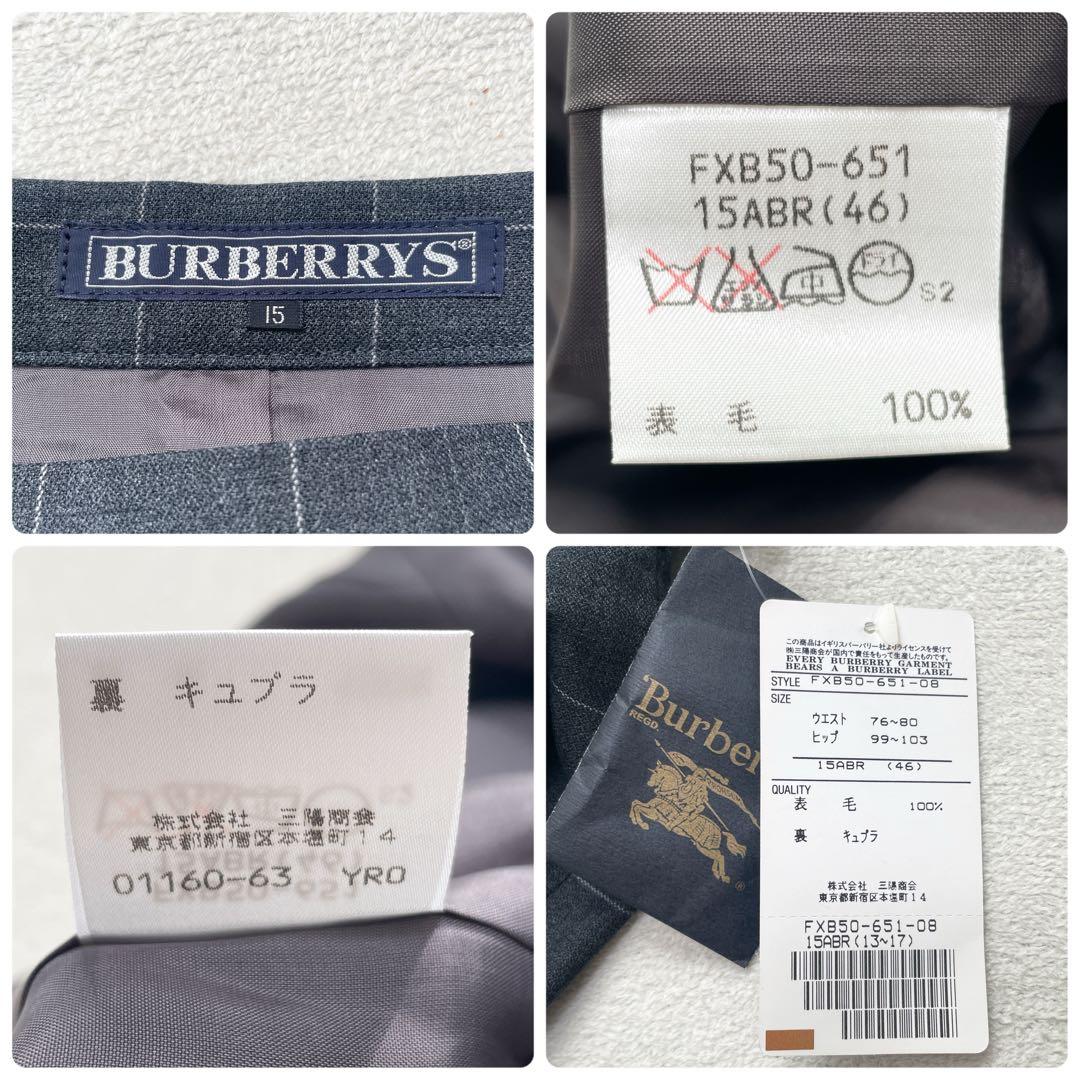 BURBERRYS®
15
FXB50-651
15ABR(46)
ドライ
中
S2
表 毛 100%
裏 キュプラ
株式会社 三陽商会
東京都新宿区本塩町14
01160-63 YRO
Burber
REGD
®
この商品はイギリスバーバリー社よりライセンスを受けて
㈱三陽商会が国内で責任をもって生産したものです。
EVERY BURBERRY GARMENT
BEARS A BURBERRY LABEL
STYLE FXB50-651-08
SIZE
ウエスト 76~80
ヒップ 99~103
15ABR (46)
QUALITY
表 毛 100%
裏 キュプラ
株式会社 三陽商会
東京都新宿区本塩町14
FXB50-651-08
15ABR(13~17)